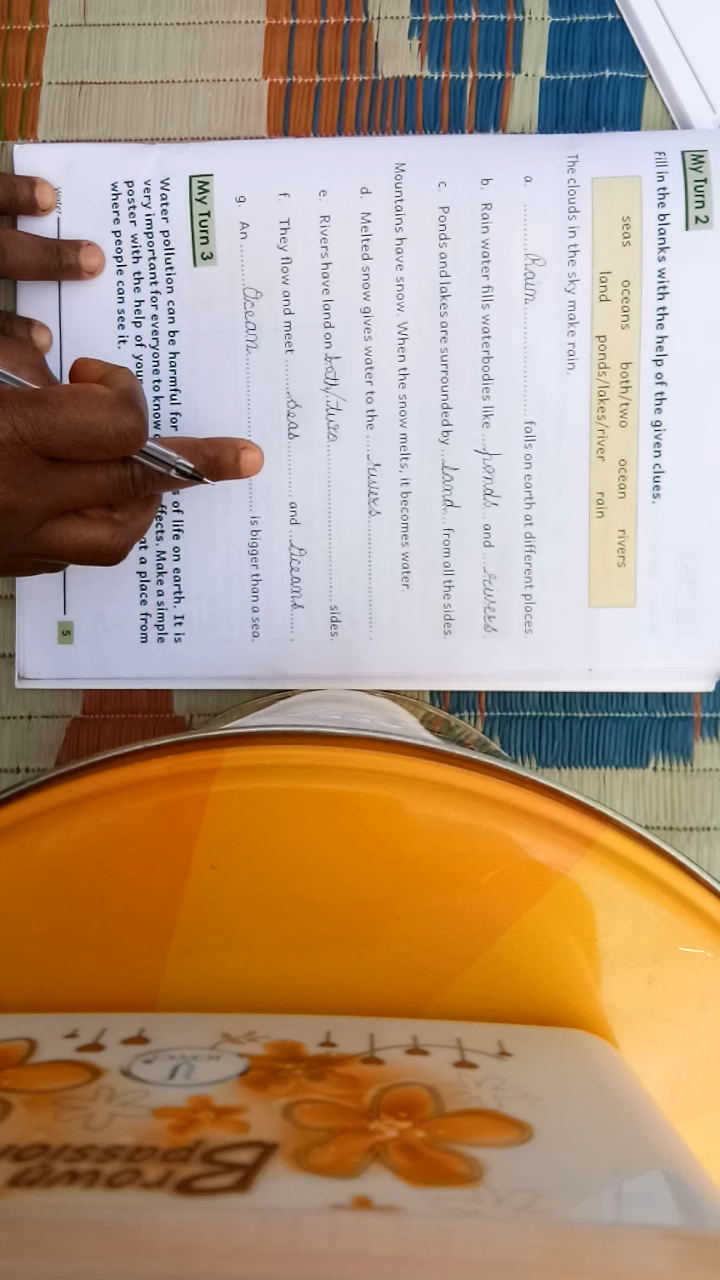 My Turn 2
Fill in the blanks with the help of the given clues.
seas oceans both/two ocean rivers
land ponds/lakes/river rain
The clouds in the sky make rain.
a. Rain falls on earth at different places.
b. Rain water fills waterbodies like ponds and rivers.
c. Ponds and lakes are surrounded by land from all the sides.
Mountains have snow. When the snow melts, it becomes water.
d. Melted snow gives water to the rivers.
e. Rivers have land on both/two sides.
f. They flow and meet seas and Oceans.
g. An Ocean is bigger than a sea.
My Turn 3
Water pollution can be harmful for s of life on earth. It is
very important for everyone to know ffects. Make a simple
poster with the help of your at a place from
where people can see it.
Water 5
Brown
passion